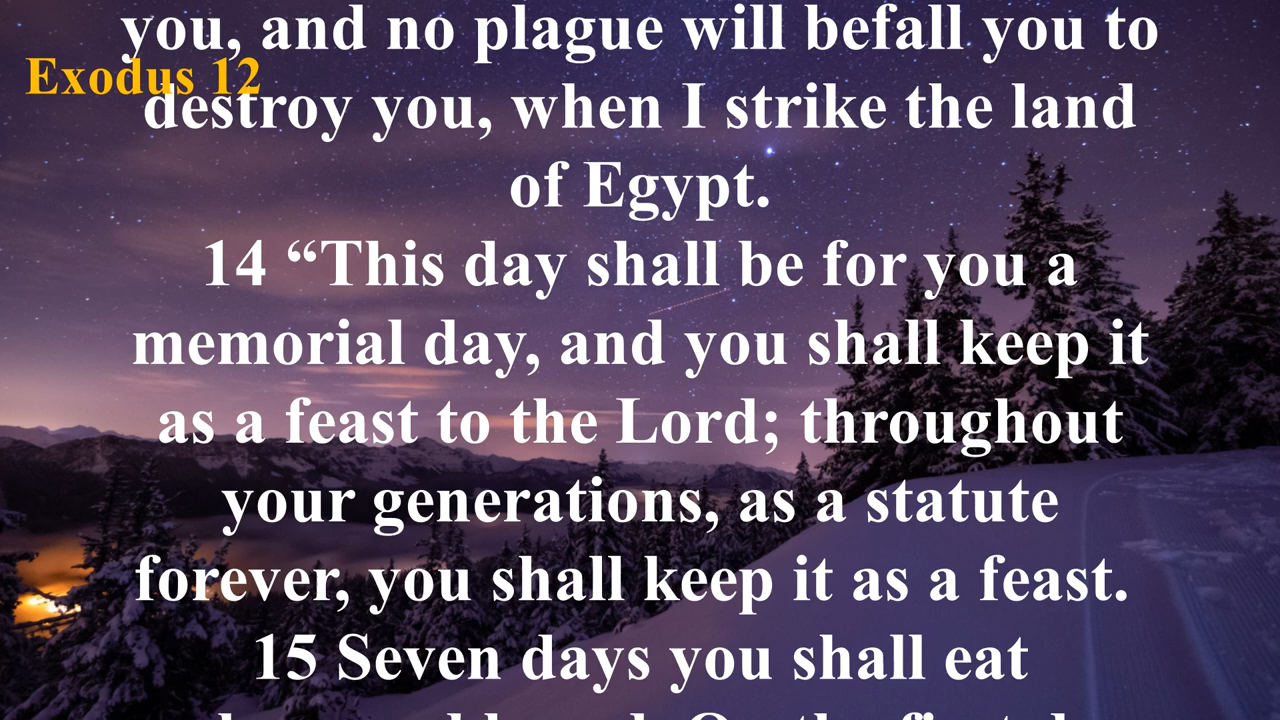 you, and no plague will befall you to
Exodus 12
destroy you, when I strike the land
of Egypt.
14 “This day shall be for you a
memorial day, and you shall keep it
as a feast to the Lord; throughout
your generations, as a statute
forever, you shall keep it as a feast.
15 Seven days you shall eat